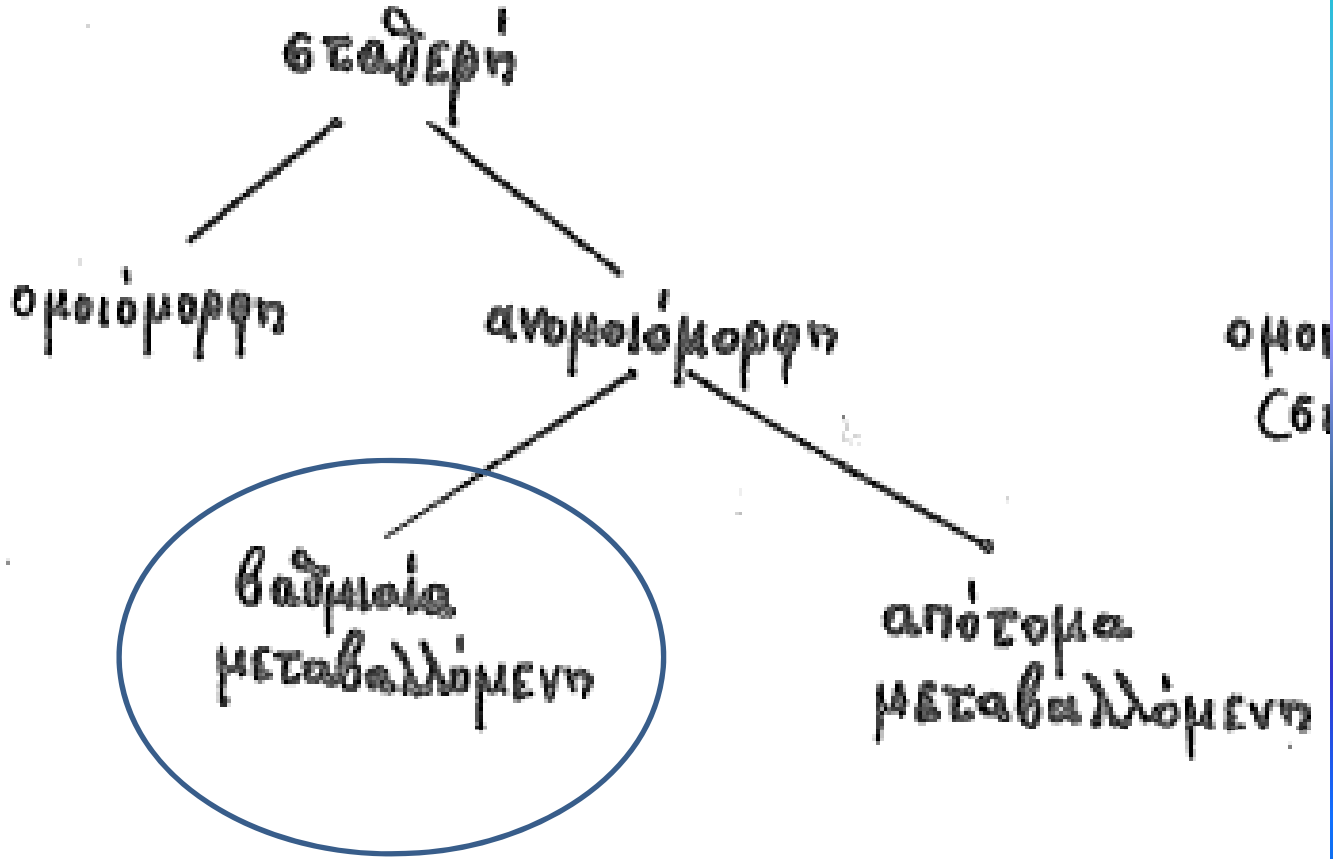 σταθερή
ομοιόμορφη
ανομοιόμορφη
βαθμιαία
μεταβαλλόμενη
απότομα
μεταβαλλόμενη